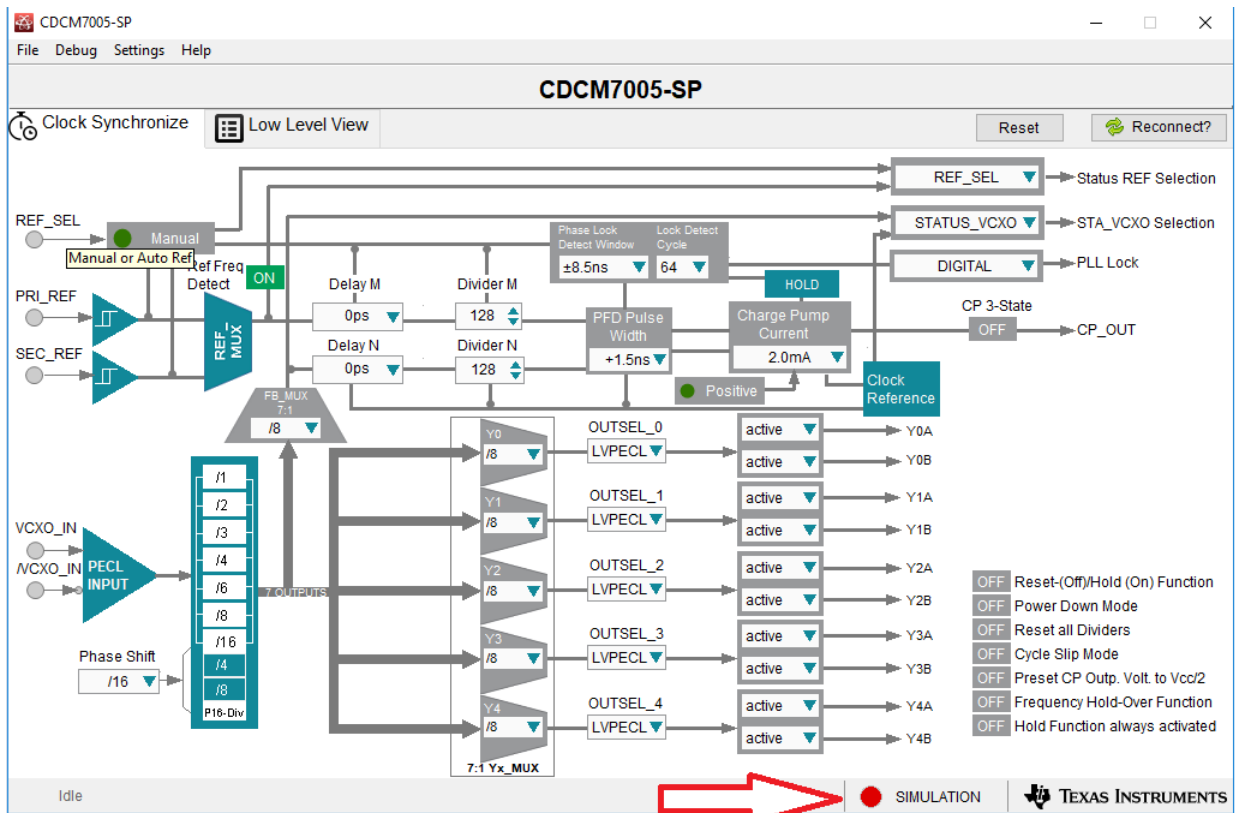 CDCM7005-SP
File Debug Settings Help
CDCM7005-SP
Clock Synchronize
Low Level View
Reset
Reconnect?
REF_SEL
Status REF Selection
REF_SEL
Manual
Manual or Auto Ref
STATUS_VCXO
STA_VCXO Selection
Phase Lock
Detect Window
Lock Detect
Cycle
±8.5ns
64
DIGITAL
PLL Lock
Ref Freq
Detect
ON
PRI_REF
SEC_REF
REF_
MUX
Delay M
0ps
Divider M
128
Delay N
0ps
Divider N
128
PFD Pulse
Width
+1.5ns
HOLD
Charge Pump
Current
2.0mA
CP 3-State
OFF
CP_OUT
Positive
Clock
Reference
FB_MUX
7:1
/8
VCXO_IN
/VCXO_IN
PECL
INPUT
/1
/2
/3
/4
/6
/8
/16
/4
/8
P16-Div
Phase Shift
/16
7 OUTPUTS
Y0
/8
OUTSEL_0
LVPECL
active
Y0A
active
Y0B
Y1
/8
OUTSEL_1
LVPECL
active
Y1A
active
Y1B
Y2
/8
OUTSEL_2
LVPECL
active
Y2A
active
Y2B
Y3
/8
OUTSEL_3
LVPECL
active
Y3A
active
Y3B
Y4
/8
OUTSEL_4
LVPECL
active
Y4A
active
Y4B
7:1 Yx_MUX
OFF Reset-(Off)/Hold (On) Function
OFF Power Down Mode
OFF Reset all Dividers
OFF Cycle Slip Mode
OFF Preset CP Outp. Volt. to Vcc/2
OFF Frequency Hold-Over Function
OFF Hold Function always activated
Idle
SIMULATION
TEXAS INSTRUMENTS